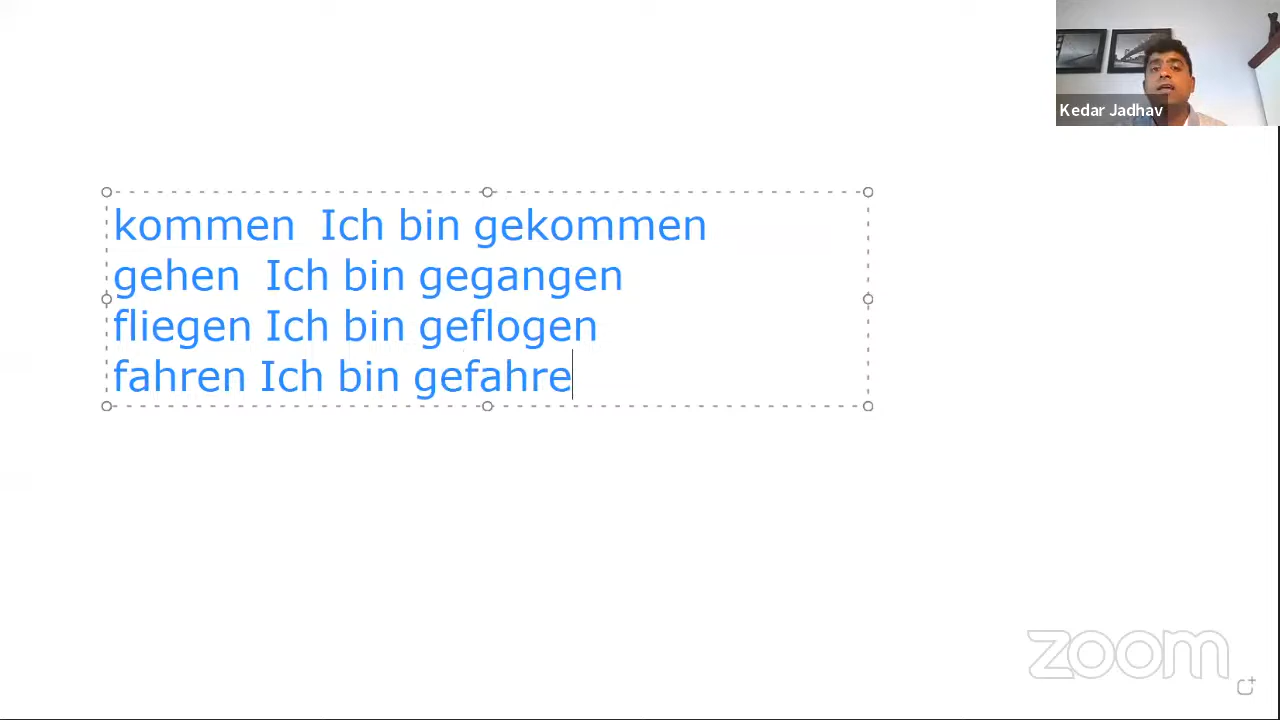 Kedar Jadhav
kommen Ich bin gekommen
gehen Ich bin gegangen
fliegen Ich bin geflogen
fahren Ich bin gefahre
zoom